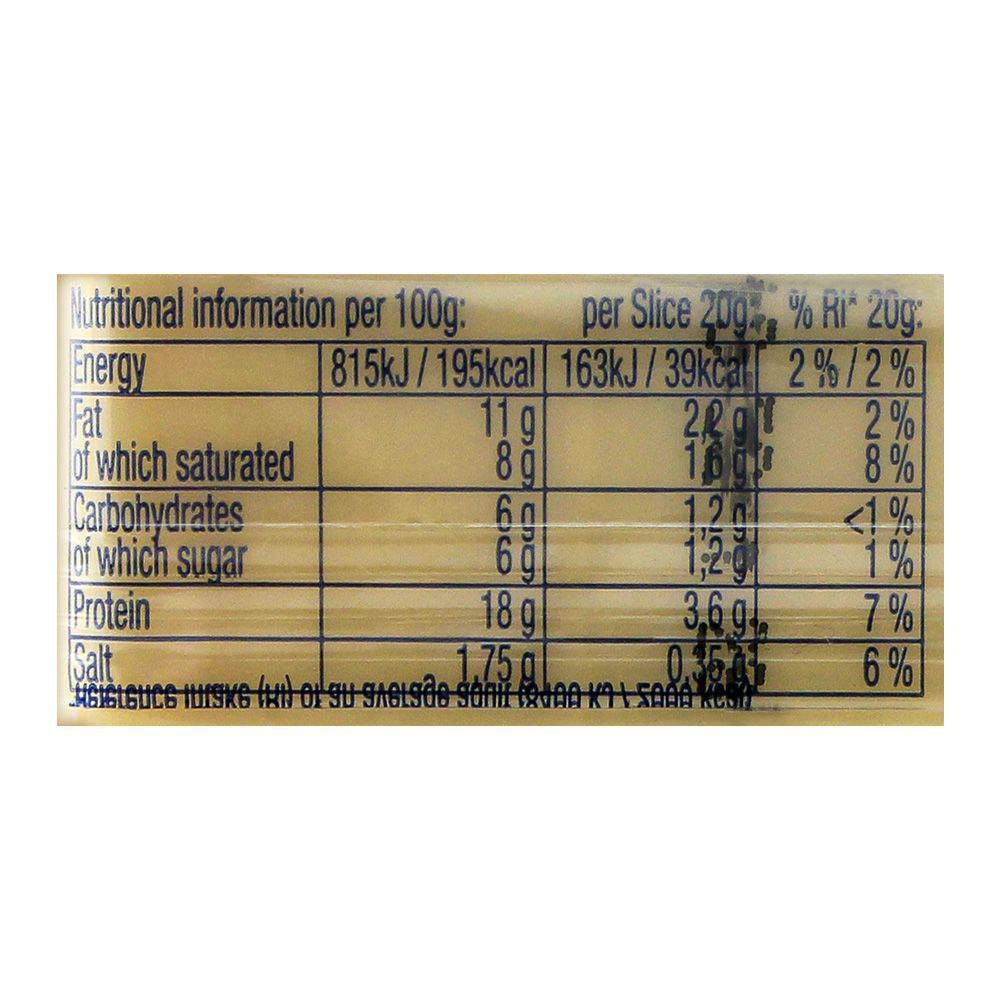 Nutritional information per 100g: per Slice 20g: % RI* 20g:
Energy 815kJ / 195kcal 163kJ / 39kcal 2 % / 2 %
Fat 11 g 2,2 g 2 %
of which saturated 8 g 1,6 g 8 %
Carbohydrates 6 g 1,2 g <1 %
of which sugar 6 g 1,2 g 1 %
Protein 18 g 3,6 g 7 %
Salt 1,75 g 0,35 g 6 %